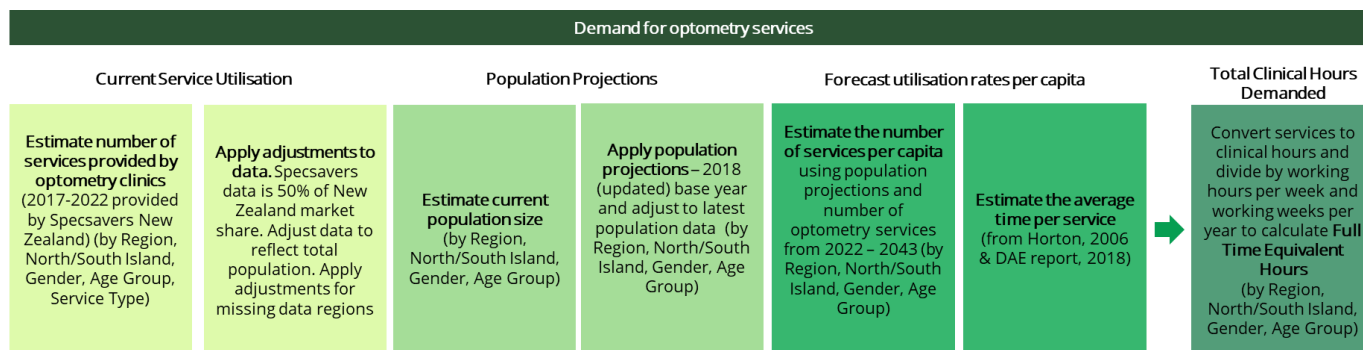 Demand for optometry services
Current Service Utilisation
Population Projections
Forecast utilisation rates per capita
Total Clinical Hours
Demanded
Estimate number of
services provided by
optometry clinics
(2017-2022 provided
by Specsavers New
Zealand) (by Region,
North/South Island,
Gender, Age Group,
Service Type)
Apply adjustments to
data. Specsavers
data is 50% of New
Zealand market
share. Adjust data to
reflect total
population. Apply
adjustments for
missing data regions
Estimate current
population size
(by Region,
North/South Island,
Gender, Age Group)
Apply population
projections – 2018
(updated) base year
and adjust to latest
population data (by
Region, North/South
Island, Gender, Age
Group)
Estimate the number
of services per capita
using population
projections and
number of
optometry services
from 2022 – 2043 (by
Region, North/South
Island, Gender, Age
Group)
Estimate the average
time per service
(from Horton, 2006
& DAE report, 2018)
Convert services to
clinical hours and
divide by working
hours per week and
working weeks per
year to calculate Full
Time Equivalent
Hours
(by Region,
North/South Island,
Gender, Age Group)